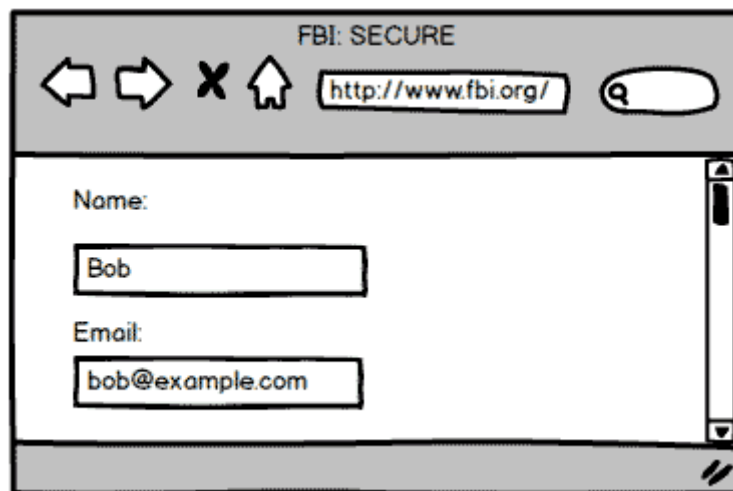 FBI: SECURE
http://www.fbi.org/
Name:
Bob
Email:
bob@example.com